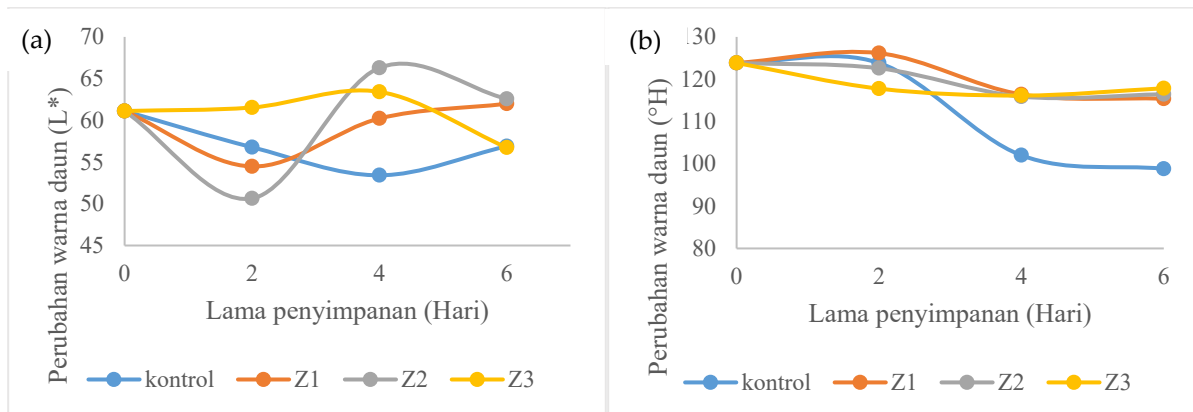 (a)
Perubahan warna daun (L*)
70
65
60
55
50
45
0 2 4 6
Lama penyimpanan (Hari)
kontrol Z1 Z2 Z3
(b)
Perubahan warna daun (°H)
130
120
110
100
90
80
0 2 4 6
Lama penyimpanan (Hari)
kontrol Z1 Z2 Z3